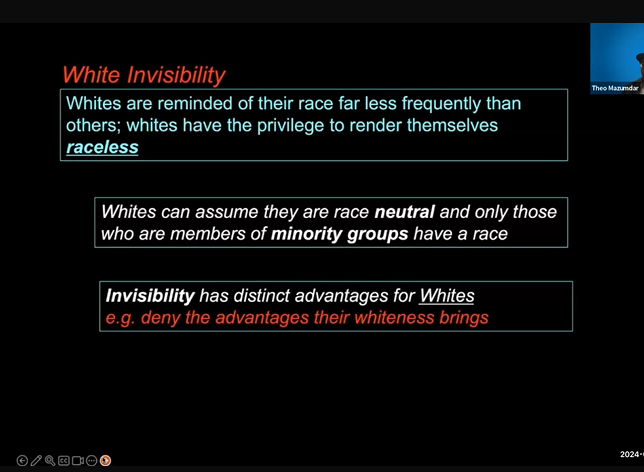 White Invisibility
Whites are reminded of their race far less frequently than
others; whites have the privilege to render themselves
raceless
Whites can assume they are race neutral and only those
who are members of minority groups have a race
Invisibility has distinct advantages for Whites
e.g. deny the advantages their whiteness brings
Theo Mazumdar
CC
2024